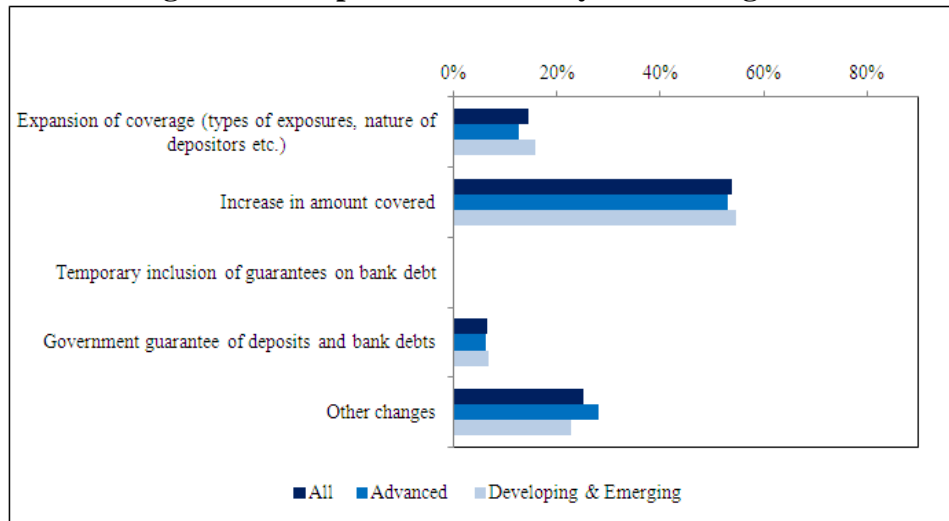 0% 20% 40% 60% 80%
Expansion of coverage (types of exposures, nature of
depositors etc.)
Increase in amount covered
Temporary inclusion of guarantees on bank debt
Government guarantee of deposits and bank debts
Other changes
All Advanced Developing & Emerging